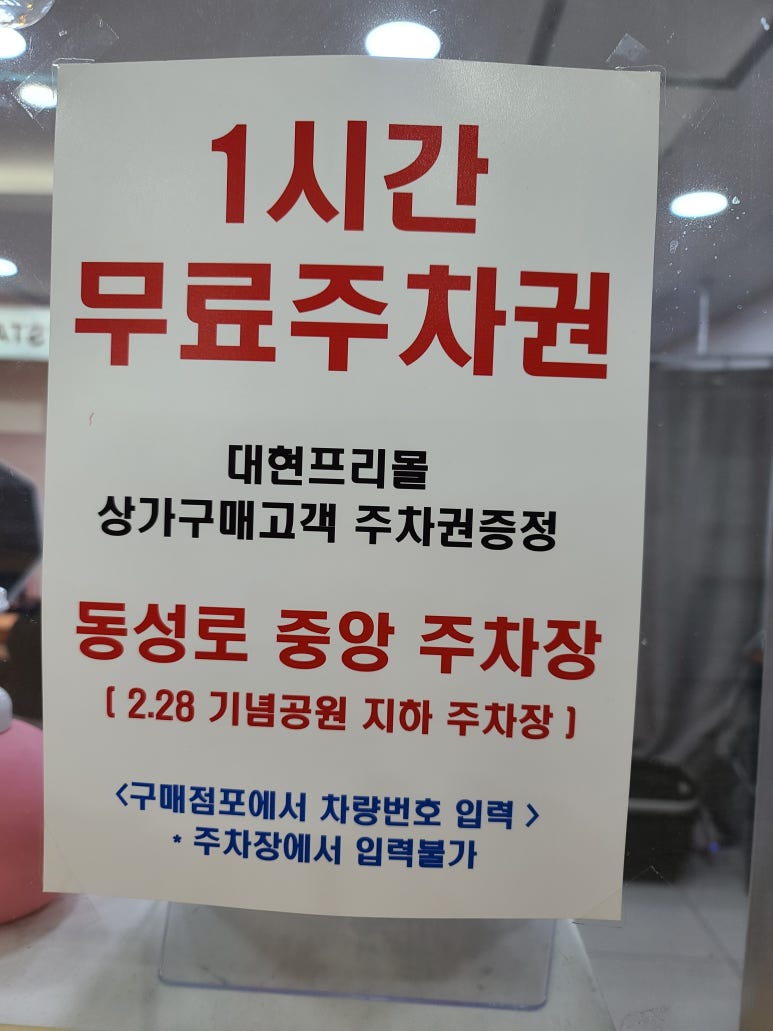 1시간
무료주차권
대현프리몰
상가구매고객 주차권증정
동성로 중앙 주차장
( 2.28 기념공원 지하 주차장 )
<구매점포에서 차량번호 입력 >
* 주차장에서 입력불가